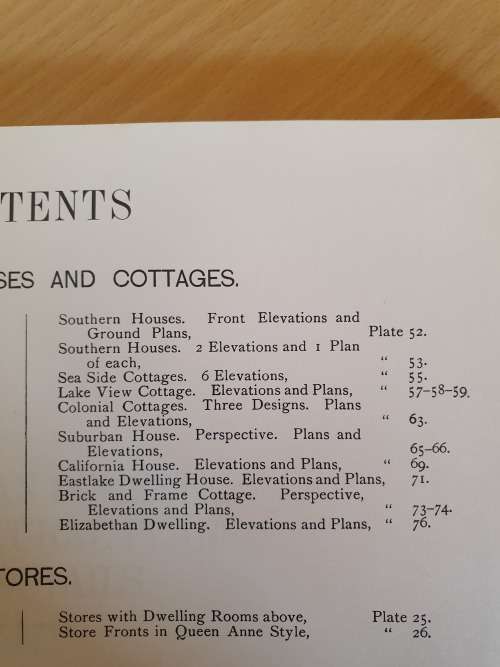 TENTS
SES AND COTTAGES.
Southern Houses. Front Elevations and
Ground Plans, Plate 52.
Southern Houses. 2 Elevations and 1 Plan
of each, “ 53.
Sea Side Cottages. 6 Elevations, “ 55.
Lake View Cottage. Elevations and Plans, “ 57-58-59.
Colonial Cottages. Three Designs. Plans
and Elevations, “ 63.
Suburban House. Perspective. Plans and
Elevations, 65-66.
California House. Elevations and Plans, “ 69.
Eastlake Dwelling House. Elevations and Plans, 71.
Brick and Frame Cottage. Perspective,
Elevations and Plans, “ 73-74.
Elizabethan Dwelling. Elevations and Plans, “ 76.
TORES.
Stores with Dwelling Rooms above, Plate 25.
Store Fronts in Queen Anne Style, “ 26.